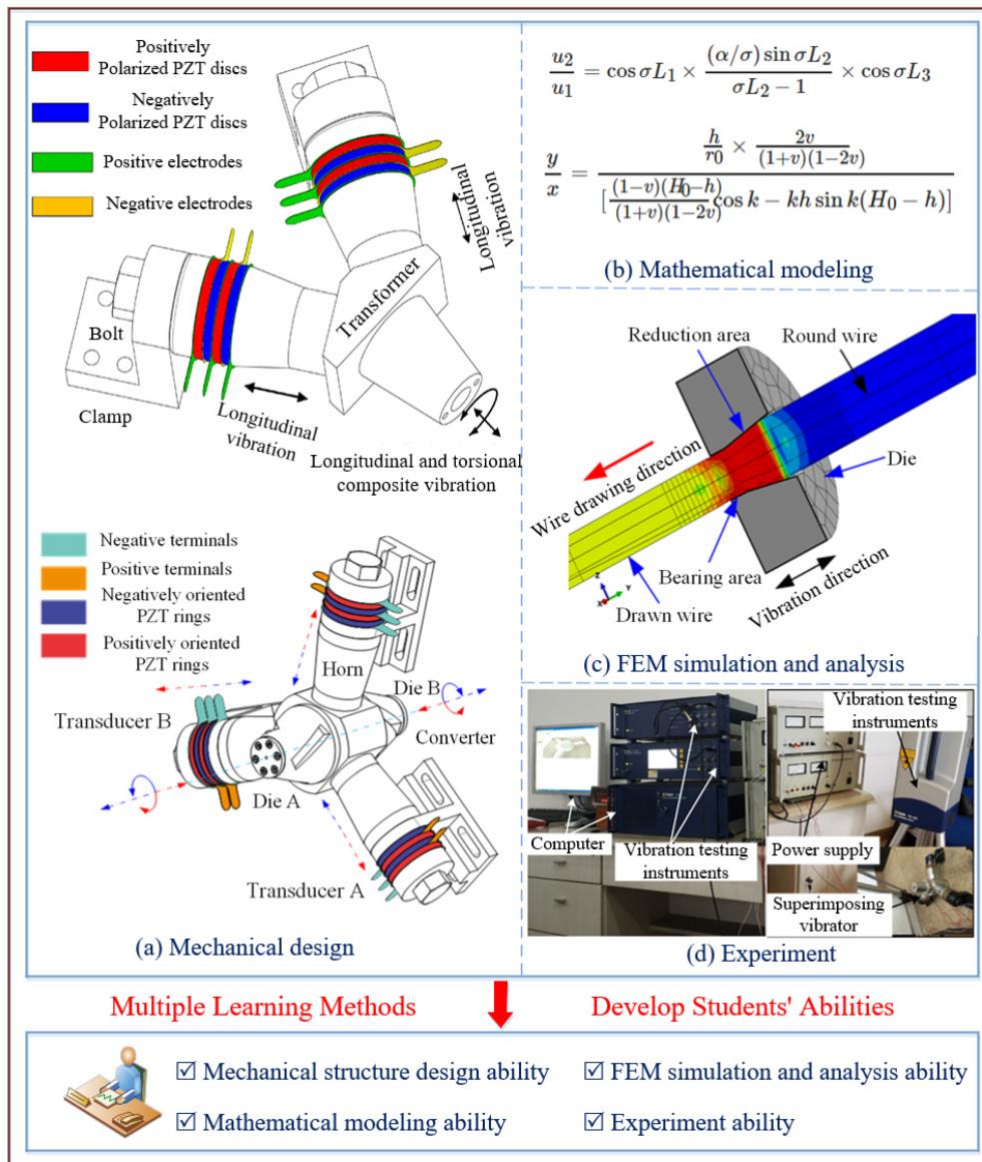 Positively
Polarized PZT discs
Negatively
Polarized PZT discs
Positive electrodes
Negative electrodes
Longitudinal
vibration
Transformer
Bolt
Clamp
Longitudinal
vibration
Longitudinal and torsional
composite vibration
Negative terminals
Positive terminals
Negatively oriented
PZT rings
Positively oriented
PZT rings
Horn
Die B
Transducer B
Converter
Die A
Transducer A
(a) Mechanical design
u₂/u₁ = cos σL₁ × (α/σ) sin σL₂ / σL₂ − 1 × cos σL₃
y/x = h/r0 × 2v/(1+v)(1−2v) / [(1−v)(H₀−h)/(1+v)(1−2v) cos k − kh sin k(H₀ − h)]
(b) Mathematical modeling
Reduction area
Round wire
Die
Wire drawing direction
Bearing area
Drawn wire
Vibration direction
Z
Y
X
(c) FEM simulation and analysis
Vibration testing
instruments
Computer
Vibration testing
instruments
Power supply
Superimposing
vibrator
(d) Experiment
Multiple Learning Methods
Develop Students' Abilities
☑ Mechanical structure design ability
☑ FEM simulation and analysis ability
☑ Mathematical modeling ability
☑ Experiment ability